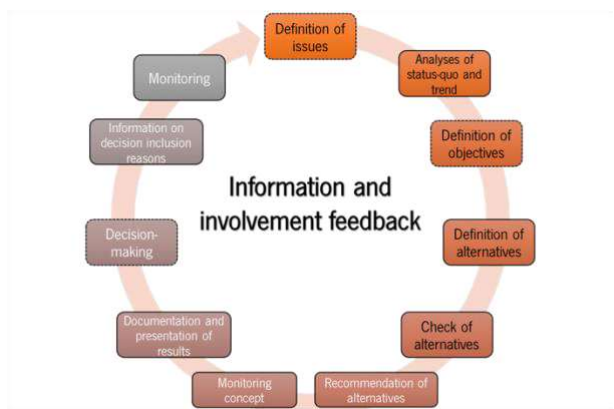 Definition of
issues
Analyses of
status-quo and
trend
Definition of
objectives
Definition of
alternatives
Check of
alternatives
Recommendation of
alternatives
Monitoring
concept
Documentation and
presentation of
results
Decision-
making
Information on
decision inclusion
reasons
Monitoring
Information and
involvement feedback